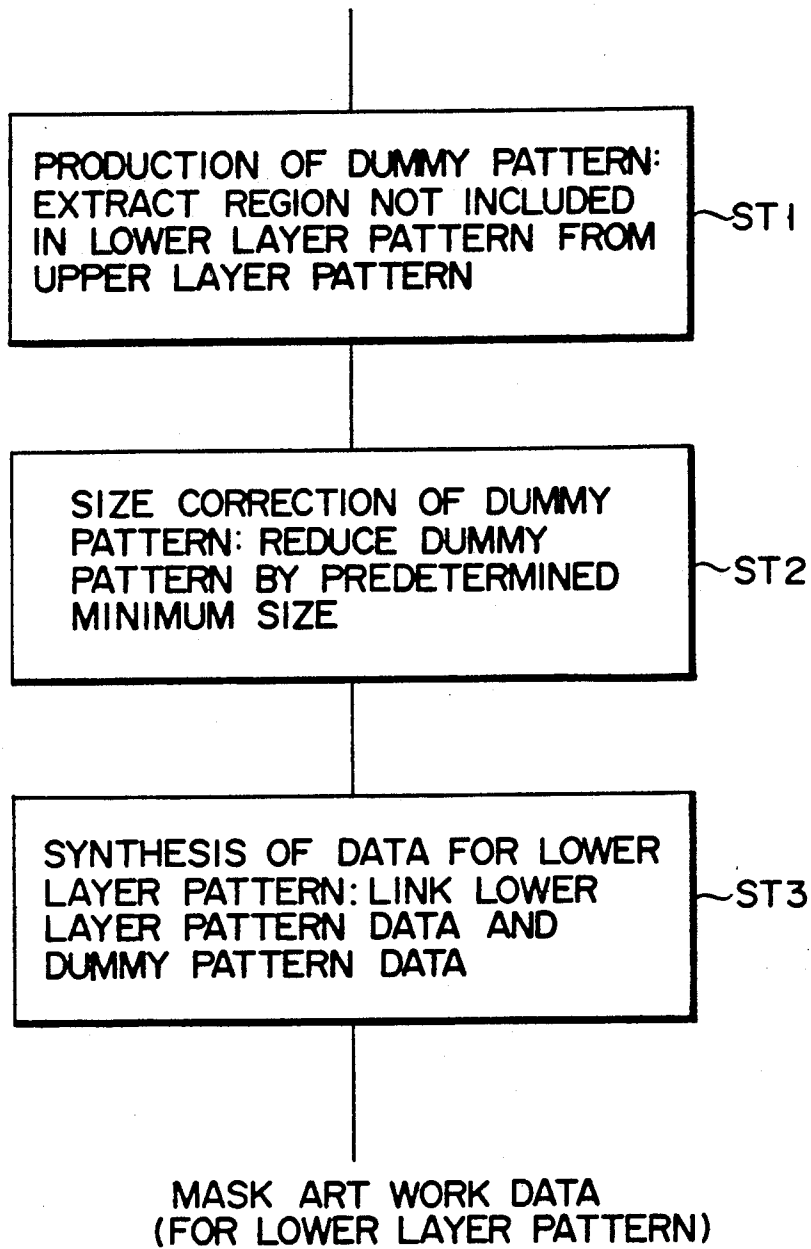 PRODUCTION OF DUMMY PATTERN:
EXTRACT REGION NOT INCLUDED
IN LOWER LAYER PATTERN FROM
UPPER LAYER PATTERN
ST1
SIZE CORRECTION OF DUMMY
PATTERN: REDUCE DUMMY
PATTERN BY PREDETERMINED
MINIMUM SIZE
ST2
SYNTHESIS OF DATA FOR LOWER
LAYER PATTERN: LINK LOWER
LAYER PATTERN DATA AND
DUMMY PATTERN DATA
ST3
MASK ART WORK DATA
(FOR LOWER LAYER PATTERN)